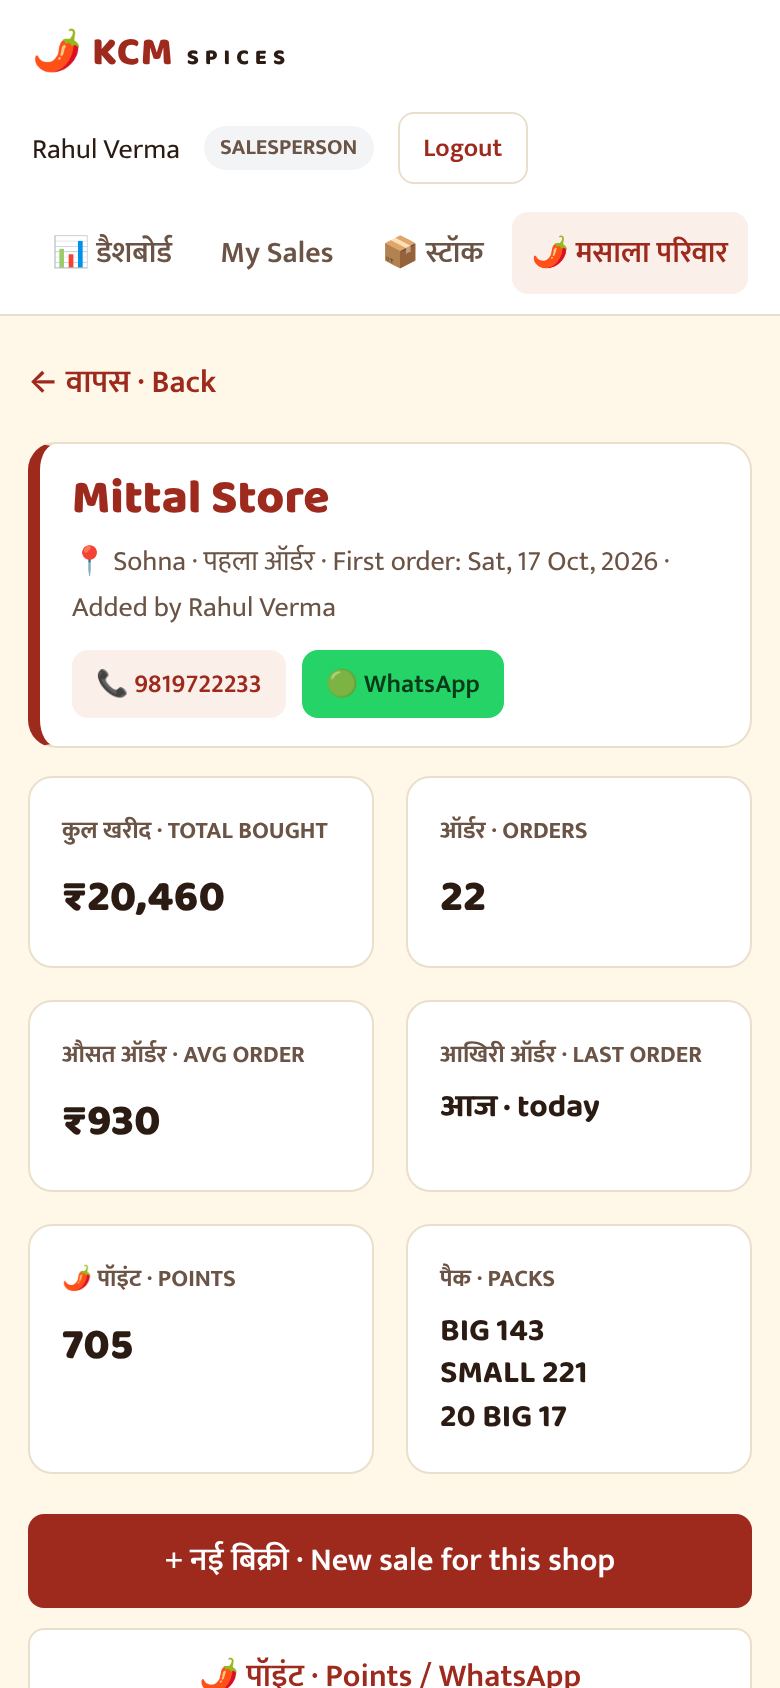 KCM SPICES
Rahul Verma SALESPERSON Logout
डैशबोर्ड My Sales स्टॉक मसाला परिवार
← वापस · Back
Mittal Store
Sohna · पहला ऑर्डर · First order: Sat, 17 Oct, 2026 ·
Added by Rahul Verma
9819722233 WhatsApp
कुल खरीद · TOTAL BOUGHT
₹20,460
ऑर्डर · ORDERS
22
औसत ऑर्डर · AVG ORDER
₹930
आखिरी ऑर्डर · LAST ORDER
आज · today
पॉइंट · POINTS
705
पैक · PACKS
BIG 143
SMALL 221
20 BIG 17
+ नई बिक्री · New sale for this shop
पॉइंट · Points / WhatsApp